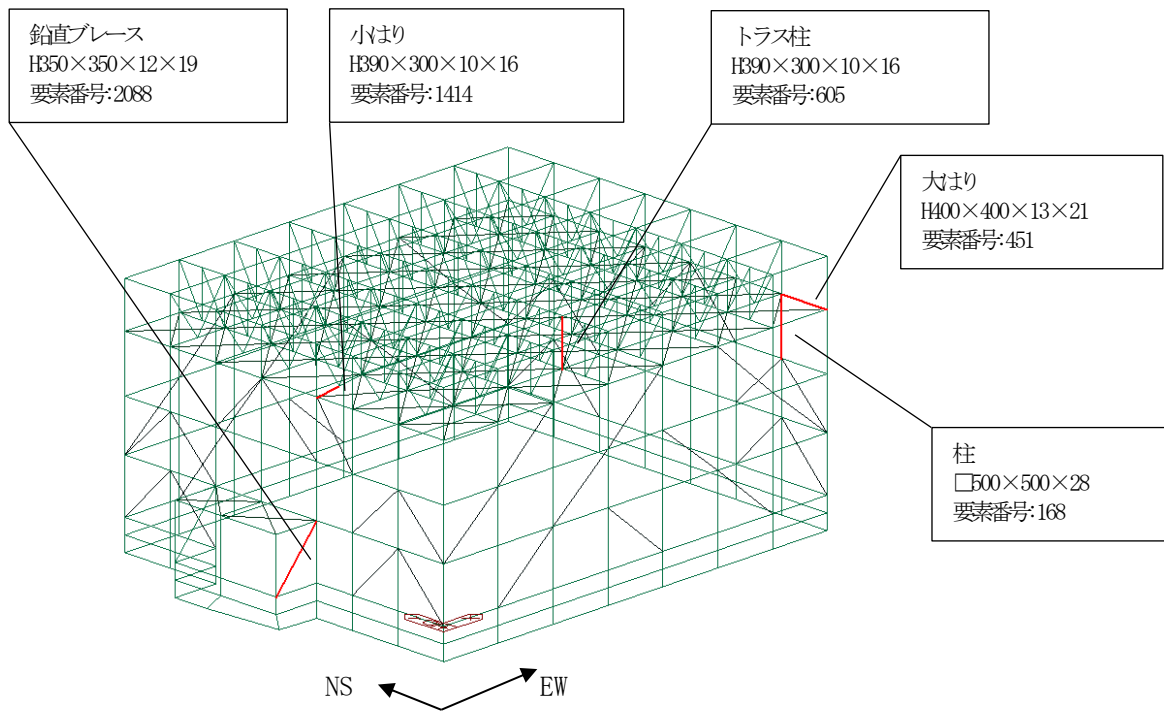 鉛直ブレース
H350×350×12×19
要素番号:2088
小はり
H390×300×10×16
要素番号:1414
トラス柱
H390×300×10×16
要素番号:605
大はり
H400×400×13×21
要素番号:451
柱
□500×500×28
要素番号:168
NS
EW